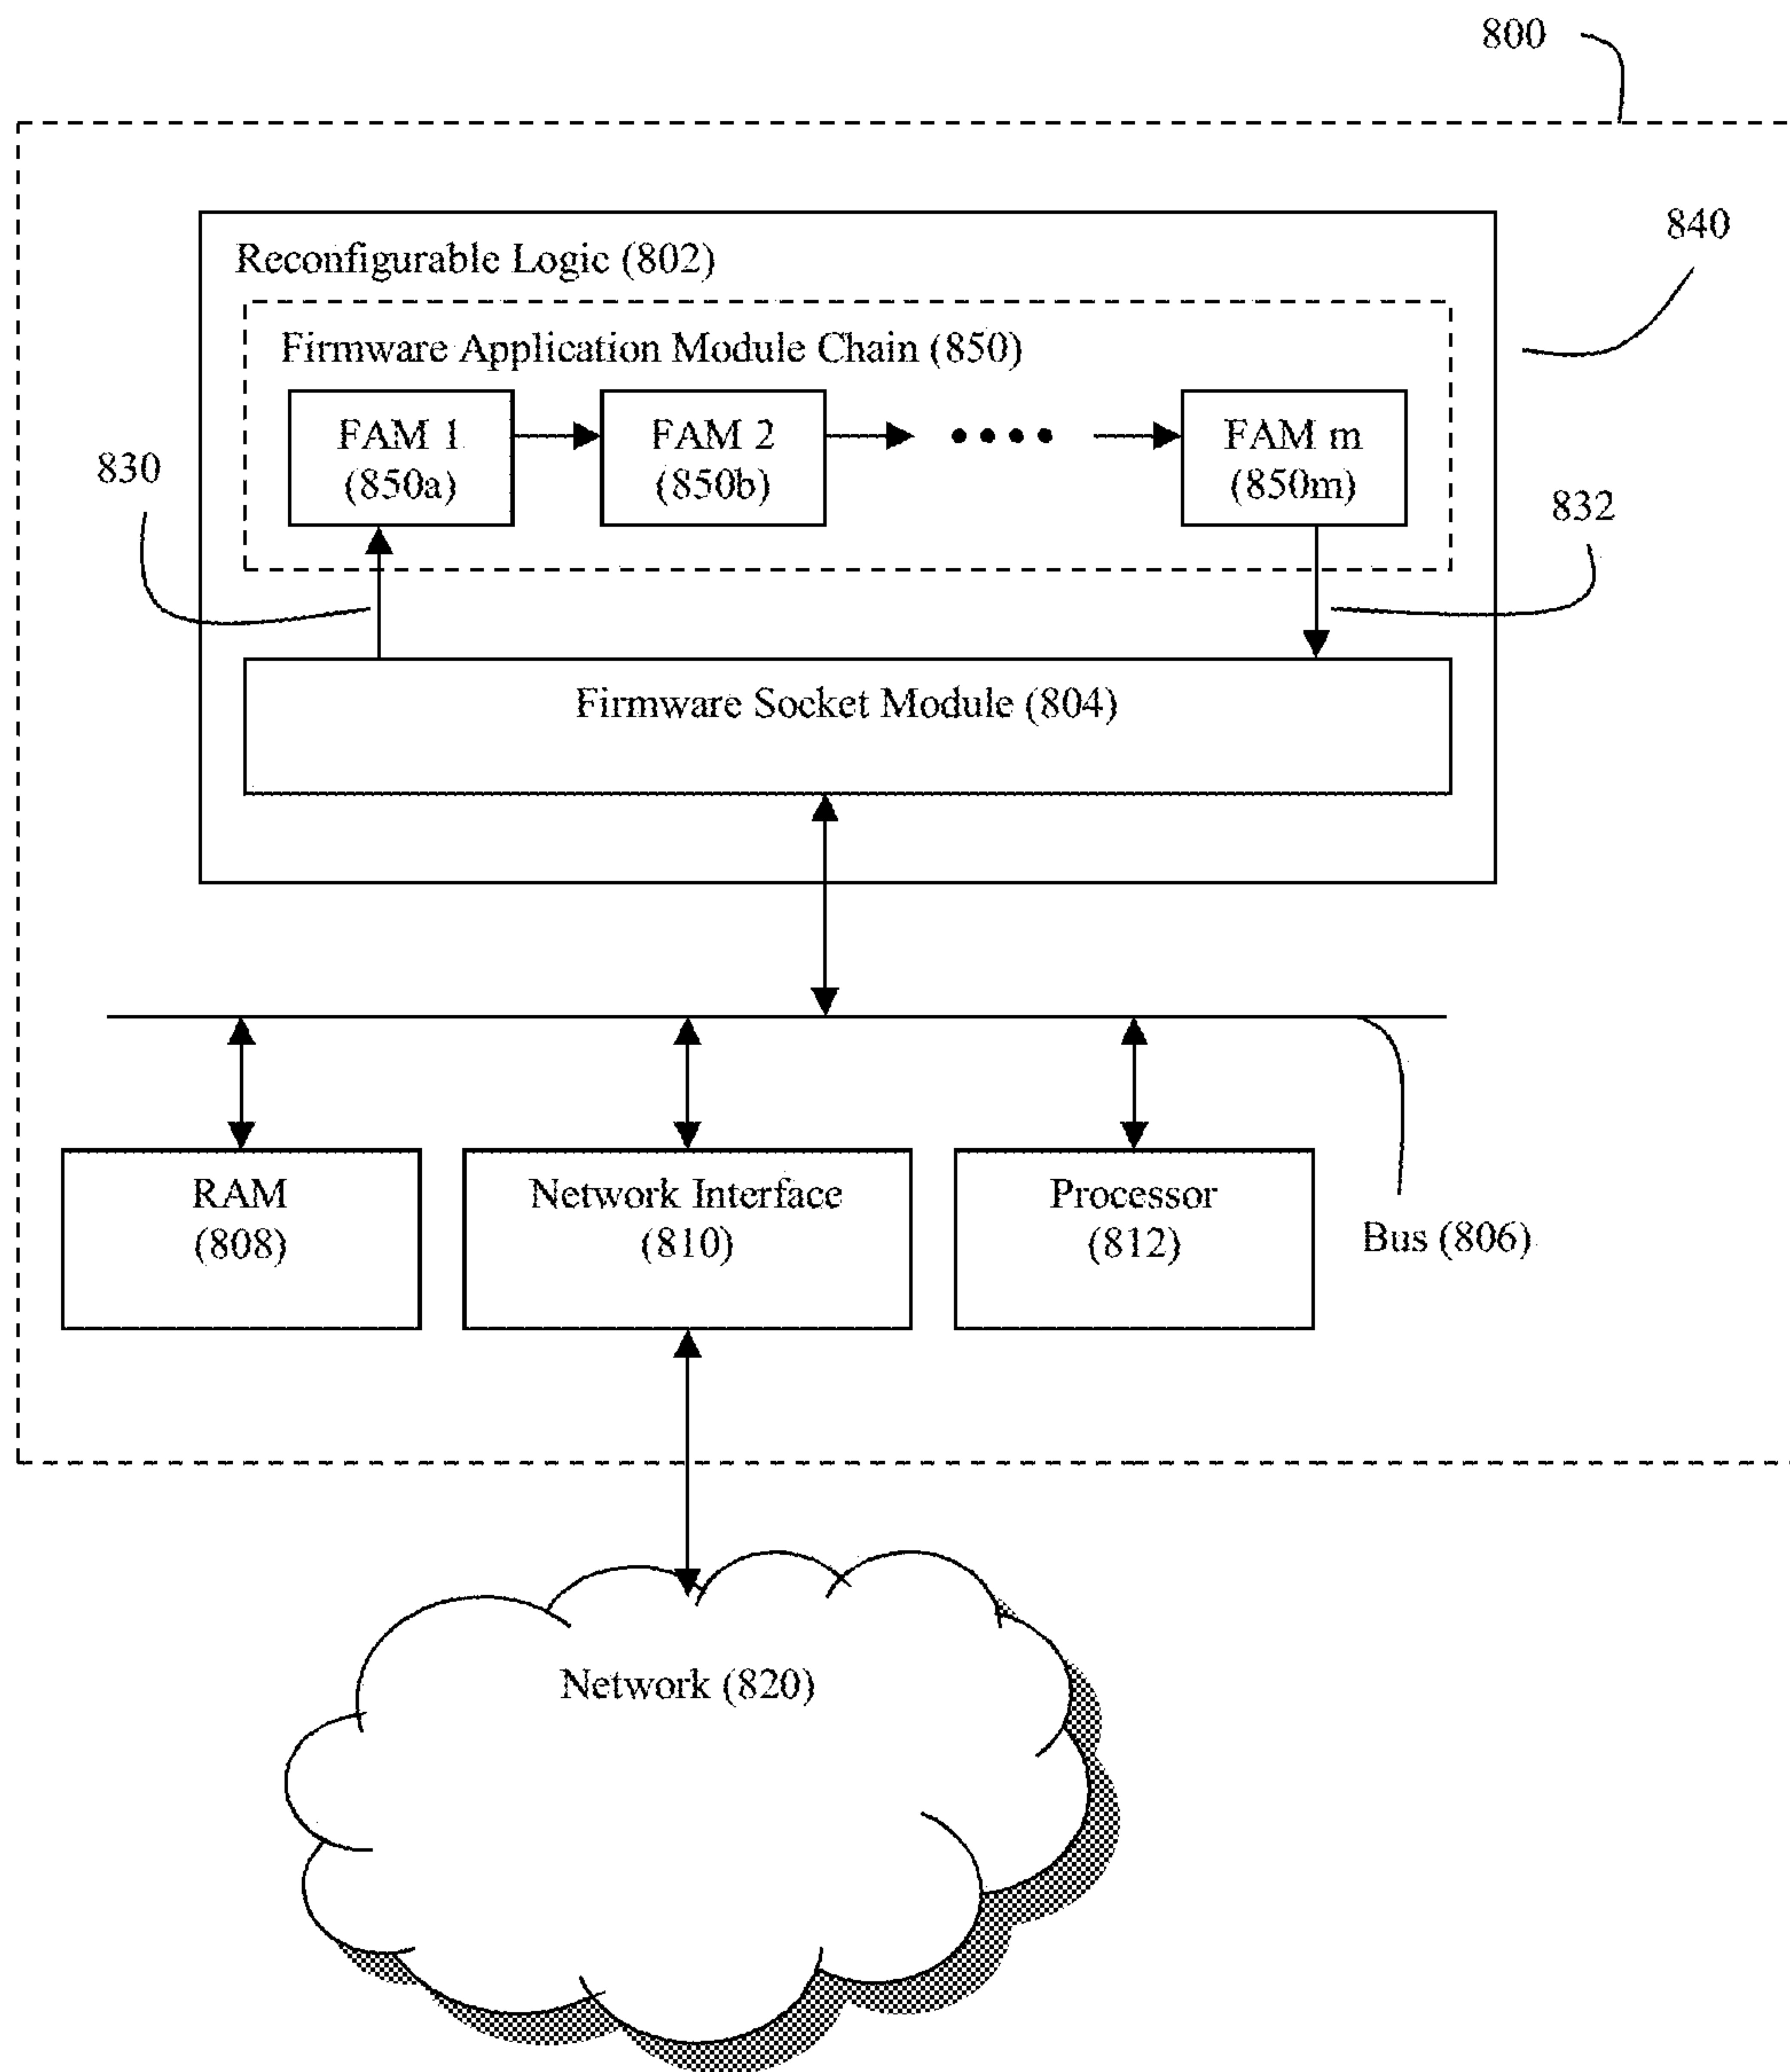 800
840
Reconfigurable Logic (802)
Firmware Application Module Chain (850)
FAM 1
(850a)
FAM 2
(850b)
FAM m
(850m)
830
832
Firmware Socket Module (804)
RAM
(808)
Network Interface
(810)
Processor
(812)
Bus (806)
Network (820)